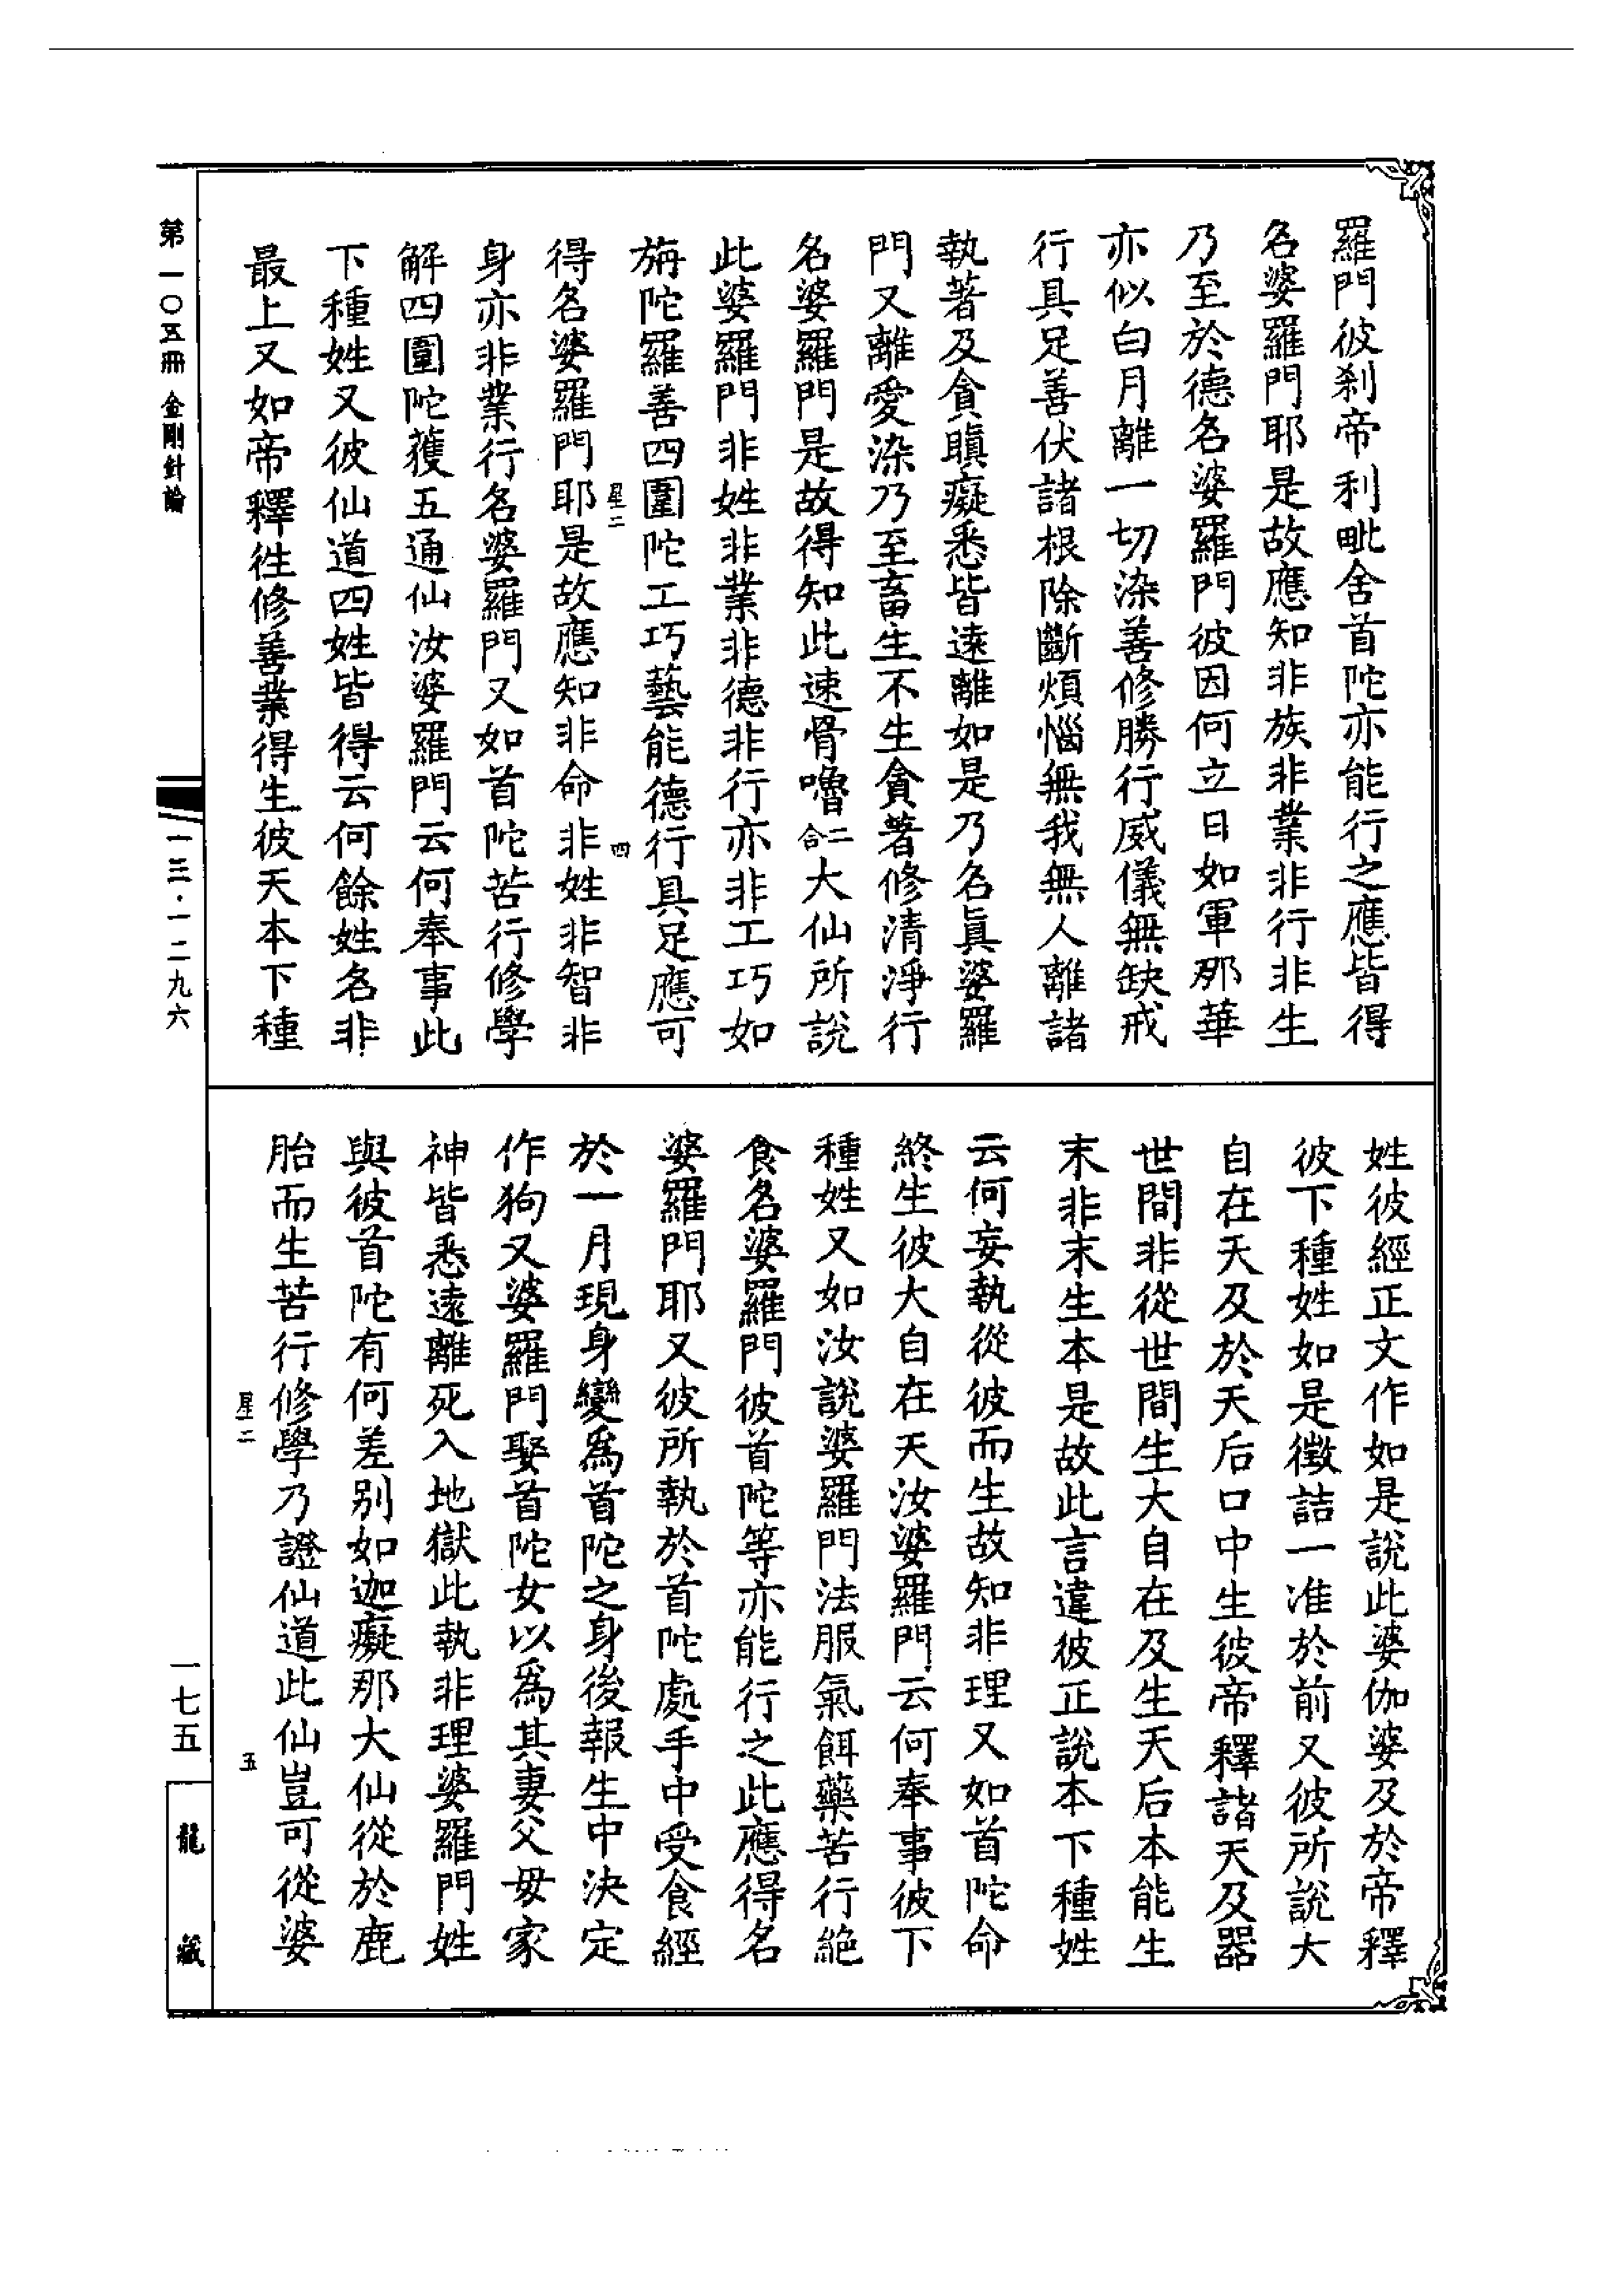 羅門彼刹帝利毗舍首陀亦能行之應皆得
名婆羅門耶是故應知非族非業非行非生
乃至於德名婆羅門彼因何立日如軍那華
亦似白月離一切染善修勝行威儀無缺戒
行具足善伏諸根除斷煩惱無我無人離諸
執著及貪瞋癡悉皆遠離如是乃名眞婆羅
門又離愛染乃至畜生不生貪著修清淨行
名婆羅門是故得知此速骨嚕二合大仙所說
此婆羅門非姓非業非德非行亦非工巧如
旃陀羅善四圍陀工巧藝能德行具足應可
星二
四
得名婆羅門耶是故應知非命非姓非智非
身亦非業行名婆羅門又如首陀苦行修學
解四圍陀獲五通仙汝婆羅門云何奉事此
下種姓又彼仙道四姓皆得云何餘姓名非
最上又如帝釋徃修善業得生彼天本下種
姓彼經正文作如是說此婆伽婆及於帝釋
彼下種姓如是徵詰一准於前又彼所說大
自在天及於天后口中生彼帝釋諸天及器
世間非從世間生大自在及生天后本能生
末非末生本是故此言違彼正說本下種姓
云何妄執從彼而生故知非理又如首陀命
終生彼大自在天汝婆羅門云何奉事彼下
種姓又如汝說婆羅門法服氣餌藥苦行絶
食名婆羅門彼首陀等亦能行之此應得名
婆羅門耶又彼所執於首陀處手中受食經
於一月現身變爲首陀之身後報生中決定
作狗又婆羅門娶首陀女以爲其妻父母家
神皆悉遠離死入地獄此執非理婆羅門姓
與彼首陀有何差别如迦癡那大仙從於鹿
胎而生苦行修學乃證仙道此仙豈可從婆
星二
五
第一〇五冊 金剛針論
一三·一二九六
一七五
龍藏